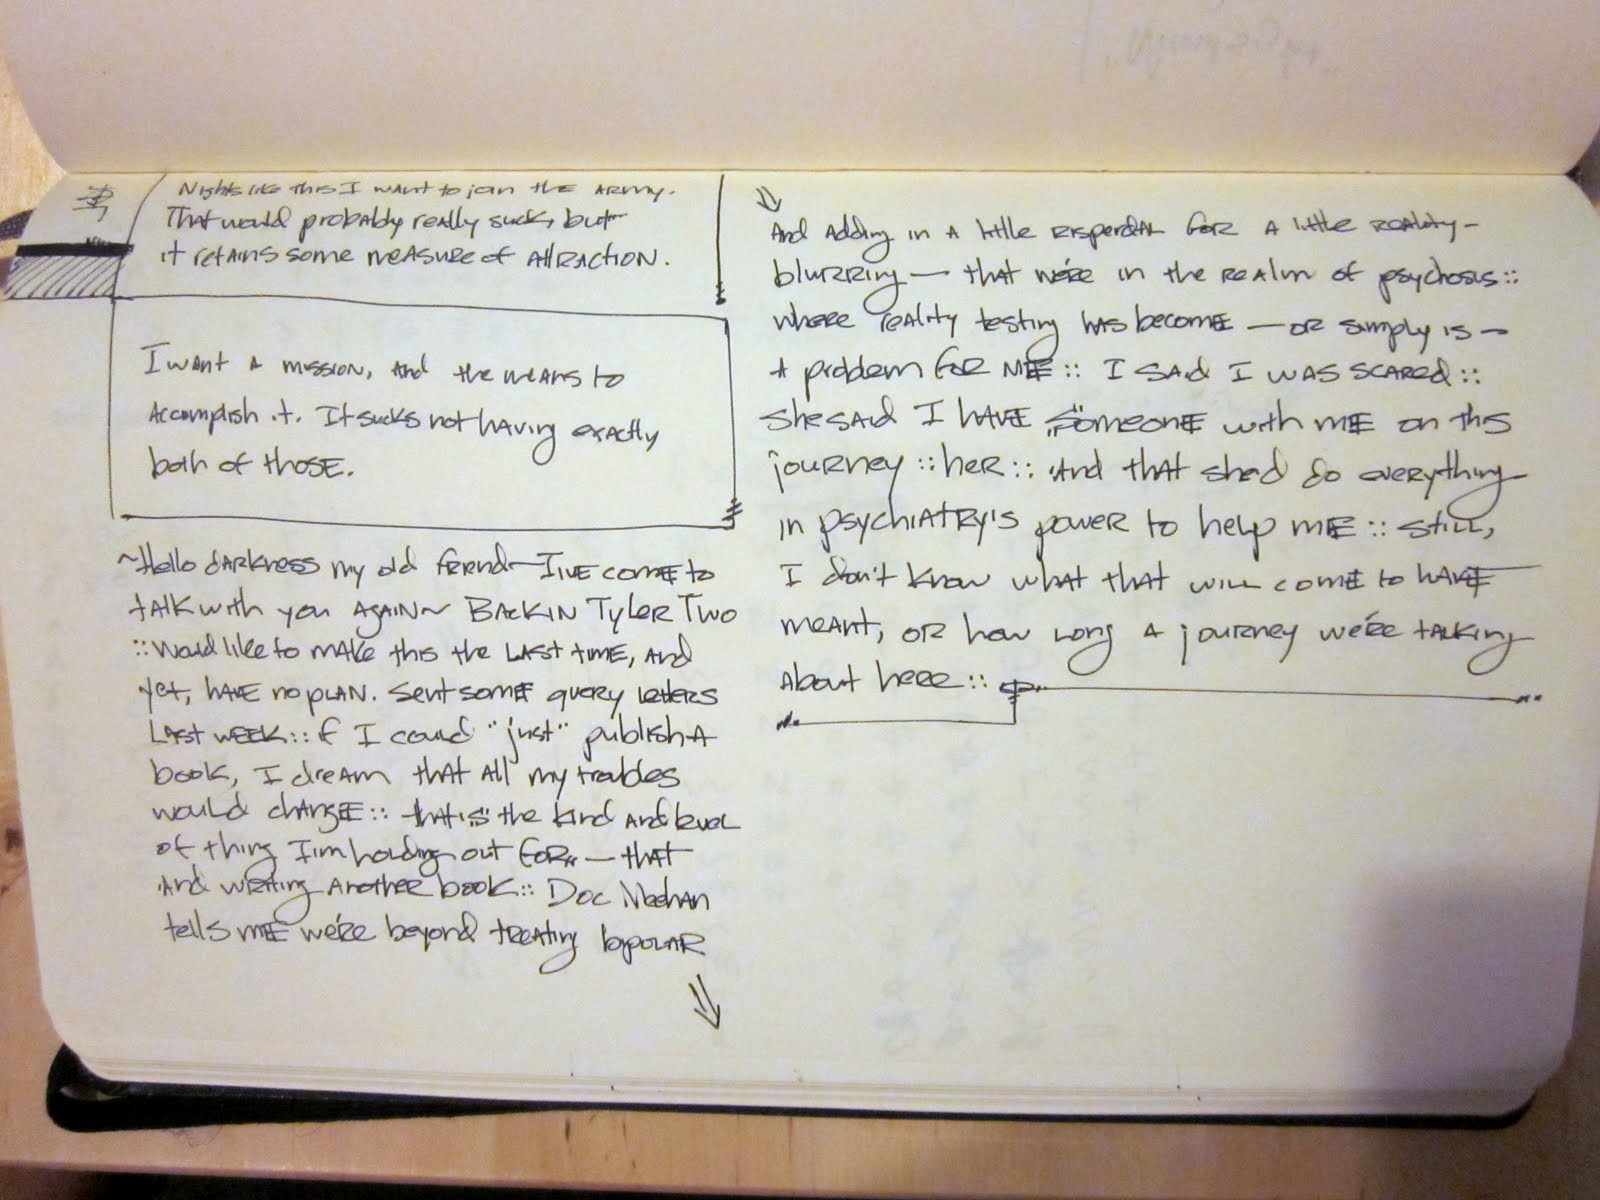 Nights like this I want to join the army.
That would probably really suck, but
it retains some measure of attraction.
I want a mission, and the means to
accomplish it. It sucks not having exactly
both of those.
~Hello darkness my old friend—I've come to
talk with you again~ Back in Tyler Two
:: Would like to make this the last time, and
yet, have no plan. Sent some query letters
last week :: if I could "just" publish a
book, I dream that all my troubles
would change :: that is the kind and level
of thing I'm holding out for — that
and writing another book :: Doc Meehan
tells me we're beyond treating bipolar
And adding in a little risperdal for a little reality-
blurring — that we're in the realm of psychosis ::
where reality testing has become — or simply is —
a problem for me :: I said I was scared ::
she said I have someone with me on this
journey :: her :: and that she'd do everything
in psychiatry's power to help me :: still,
I don't know what that will come to have
meant, or how long a journey we're talking
about here ::